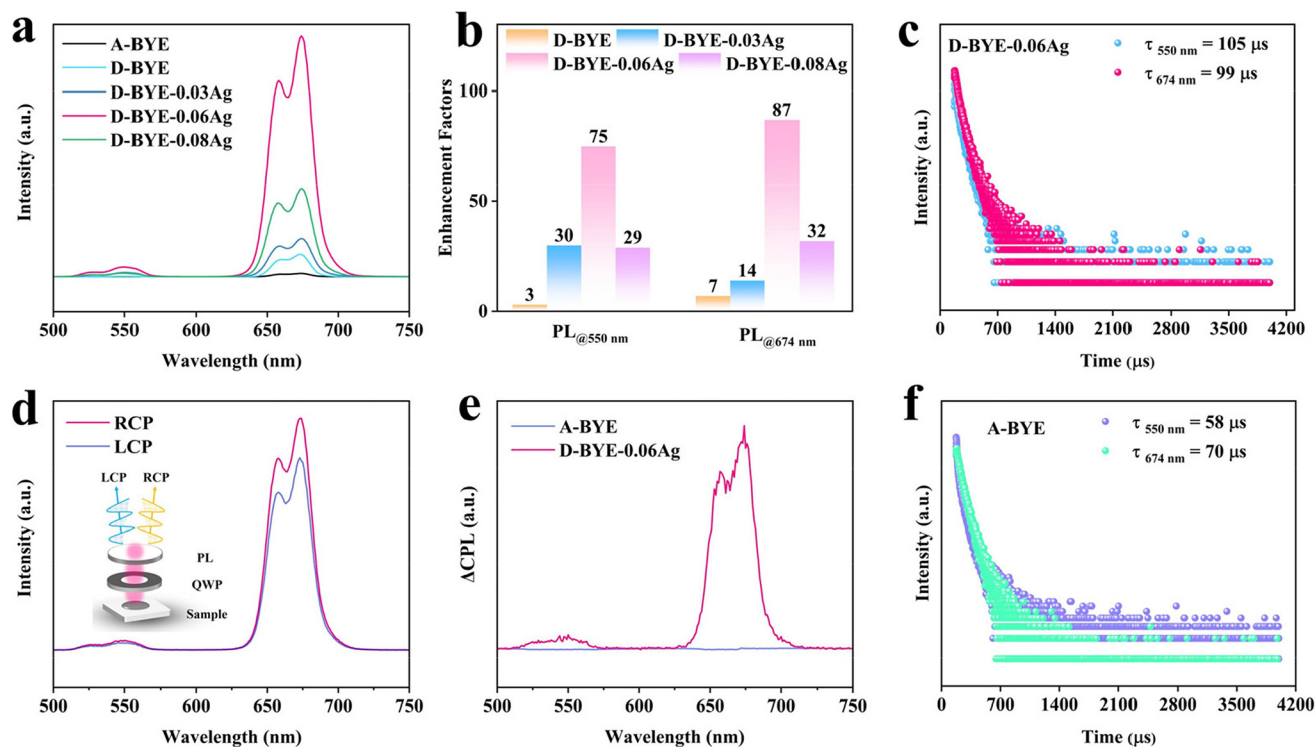 a
A-BYE
D-BYE
D-BYE-0.03Ag
D-BYE-0.06Ag
D-BYE-0.08Ag
Intensity (a.u.)
500 550 600 650 700 750
Wavelength (nm)
b
D-BYE D-BYE-0.03Ag
D-BYE-0.06Ag D-BYE-0.08Ag
Enhancement Factors
100
50
0
3 30 75 29 7 14 87 32
PL@550 nm PL@674 nm
c
D-BYE-0.06Ag
τ 550 nm = 105 μs
τ 674 nm = 99 μs
Intensity (a.u.)
0 700 1400 2100 2800 3500 4200
Time (μs)
d
RCP
LCP
LCP RCP
PL
QWP
Sample
Intensity (a.u.)
500 550 600 650 700 750
Wavelength (nm)
e
A-BYE
D-BYE-0.06Ag
ΔCPL (a.u.)
500 550 600 650 700 750
Wavelength (nm)
f
A-BYE
τ 550 nm = 58 μs
τ 674 nm = 70 μs
Intensity (a.u.)
0 700 1400 2100 2800 3500 4200
Time (μs)